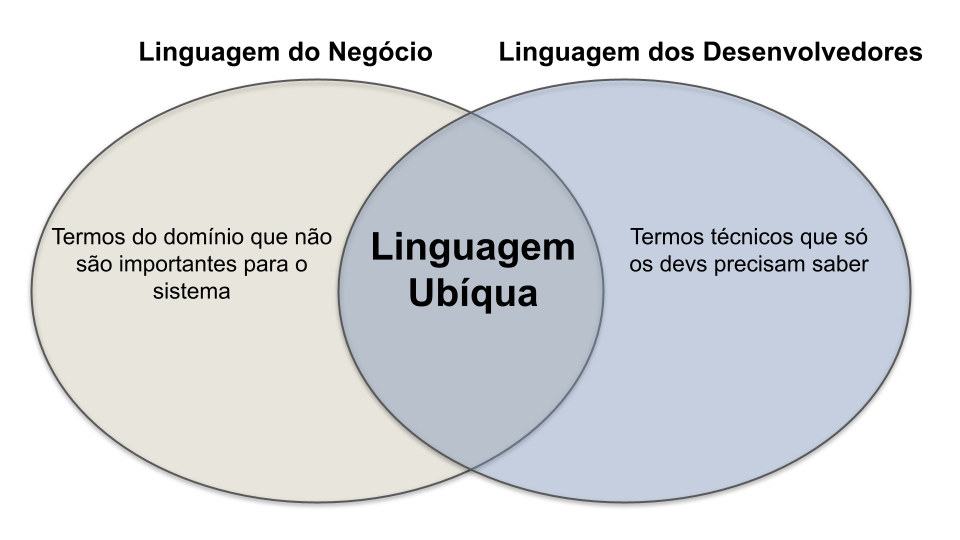 Linguagem do Negócio
Linguagem dos Desenvolvedores
Termos do domínio que não
são importantes para o
sistema
Linguagem
Ubíqua
Termos técnicos que só
os devs precisam saber